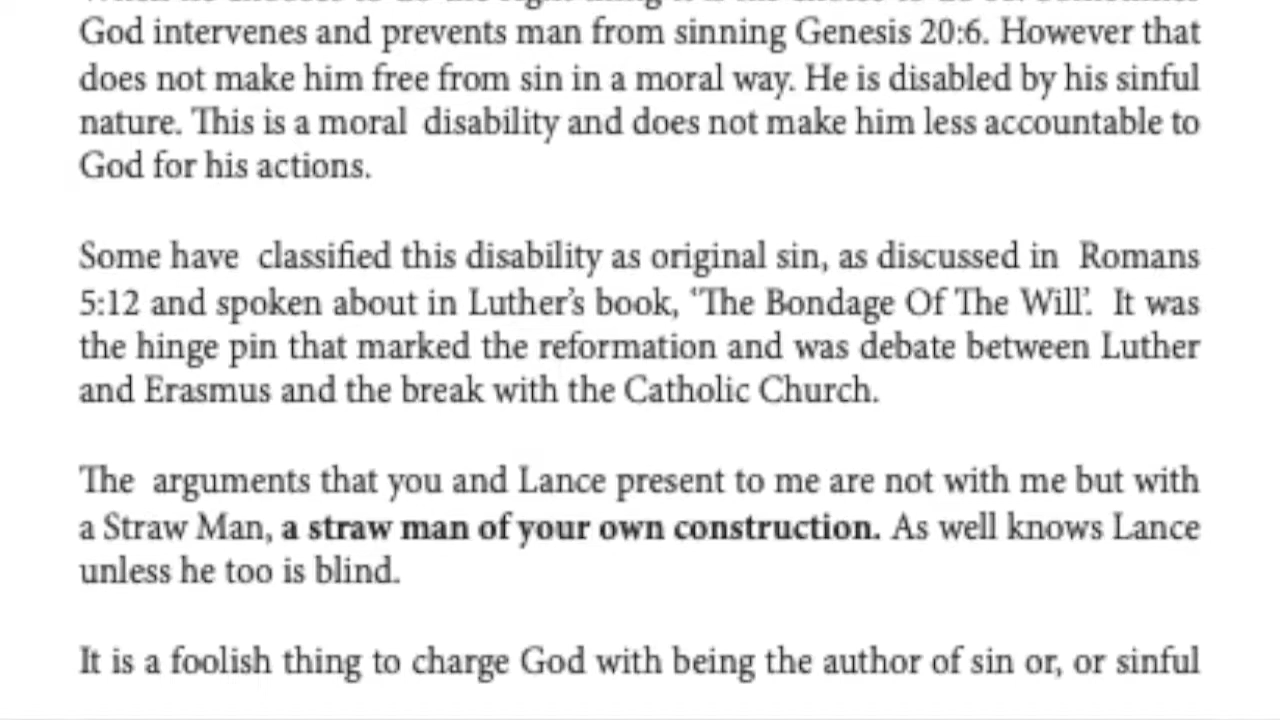 God intervenes and prevents man from sinning Genesis 20:6. However that
does not make him free from sin in a moral way. He is disabled by his sinful
nature. This is a moral disability and does not make him less accountable to
God for his actions.
Some have classified this disability as original sin, as discussed in Romans
5:12 and spoken about in Luther’s book, ‘The Bondage Of The Will’. It was
the hinge pin that marked the reformation and was debate between Luther
and Erasmus and the break with the Catholic Church.
The arguments that you and Lance present to me are not with me but with
a Straw Man, a straw man of your own construction. As well knows Lance
unless he too is blind.
It is a foolish thing to charge God with being the author of sin or, or sinful